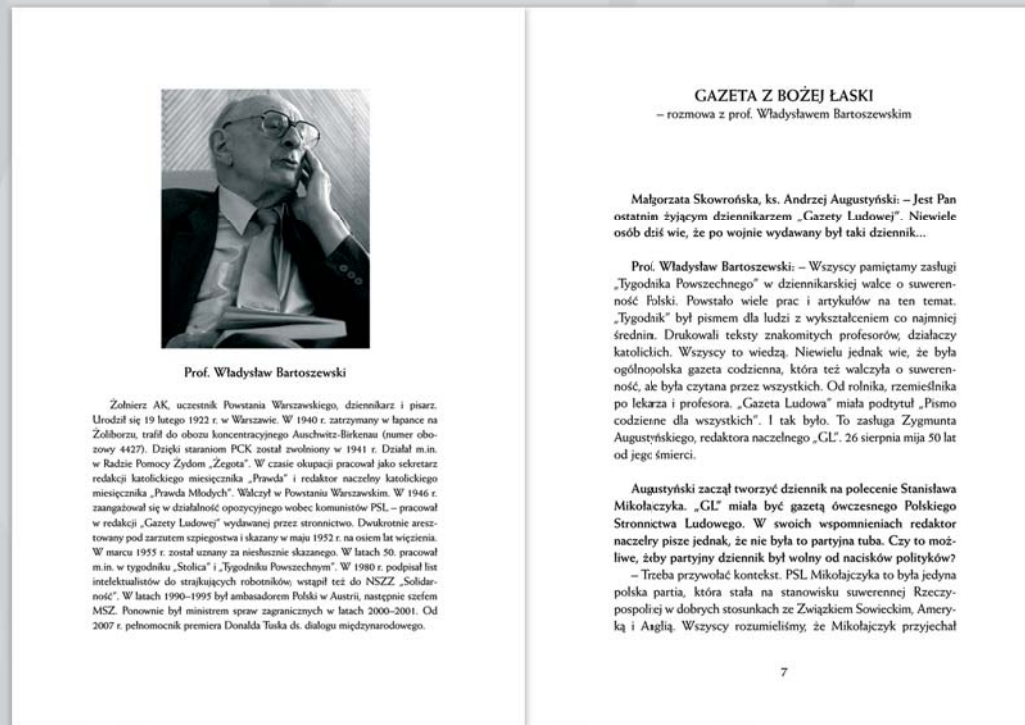 Prof. Władysław Bartoszewski
Żołnierz AK, uczestnik Powstania Warszawskiego, dziennikarz i pisarz.
Urodził się 19 lutego 1922 r. w Warszawie. W 1940 r. zatrzymany w łapance na
Żoliborzu, trafił do obozu koncentracyjnego Auschwitz-Birkenau (numer obo-
zowy 4427). Dzięki staraniom PCK został zwolniony w 1941 r. Działał m.in.
w Radzie Pomocy Żydom „Żegota”. W czasie okupacji pracował jako sekretarz
redakcji katolickiego miesięcznika „Prawda” i redaktor naczelny katolickiego
miesięcznika „Prawda Młodych”. Walczył w Powstaniu Warszawskim. W 1946 r.
zaangażował się w działalność opozycyjnego wobec komunistów PSL – pracował
w redakcji „Gazety Ludowej” wydawanej przez stronnictwo. Dwukrotnie aresz-
towany pod zarzutem szpiegostwa i skazany w maju 1952 r. na osiem lat więzienia.
W marcu 1955 r. został uznany za niesłusznie skazanego. W latach 50. pracował
m.in. w tygodniku „Stolica” i „Tygodniku Powszechnym”. W 1980 r. podpisał list
intelektualistów do strajkujących robotników, wstąpił też do NSZZ „Solidar-
ność”. W latach 1990–1995 był ambasadorem Polski w Austrii, następnie szefem
MSZ. Ponownie był ministrem spraw zagranicznych w latach 2000–2001. Od
2007 r. pełnomocnik premiera Donalda Tuska ds. dialogu międzynarodowego.
GAZETA Z BOŻEJ ŁASKI
– rozmowa z prof. Władysławem Bartoszewskim
Małgorzata Skowrońska, ks. Andrzej Augustyński: – Jest Pan
ostatnim żyjącym dziennikarzem „Gazety Ludowej”. Niewiele
osób dziś wie, że po wojnie wydawany był taki dziennik...
Prof. Władysław Bartoszewski: – Wszyscy pamiętamy zasługi
„Tygodnika Powszechnego” w dziennikarskiej walce o suweren-
ność Polski. Powstało wiele prac i artykułów na ten temat.
„Tygodnik” był pismem dla ludzi z wykształceniem co najmniej
średnim. Drukowali teksty znakomitych profesorów, działaczy
katolickich. Wszyscy to wiedzą. Niewielu jednak wie, że była
ogólnopolska gazeta codzienna, która też walczyła o suweren-
ność, ale była czytana przez wszystkich. Od rolnika, rzemieślnika
po lekarza i profesora. „Gazeta Ludowa” miała podtytuł „Pismo
codzienne dla wszystkich”. I tak było. To zasługa Zygmunta
Augustyńskiego, redaktora naczelnego „GL”. 26 sierpnia mija 50 lat
od jego śmierci.
Augustyński zaczął tworzyć dziennik na polecenie Stanisława
Mikołajczyka. „GL” miała być gazetą ówczesnego Polskiego
Stronnictwa Ludowego. W swoich wspomnieniach redaktor
naczelny pisze jednak, że nie była to partyjna tuba. Czy to moż-
liwe, żeby partyjny dziennik był wolny od nacisków polityków?
– Trzeba przywołać kontekst. PSL Mikołajczyka to była jedyna
polska partia, która stała na stanowisku suwerennej Rzeczy-
pospolitej w dobrych stosunkach ze Związkiem Sowieckim, Amery-
ką i Anglią. Wszyscy rozumieliśmy, że Mikołajczyk przyjechał
7